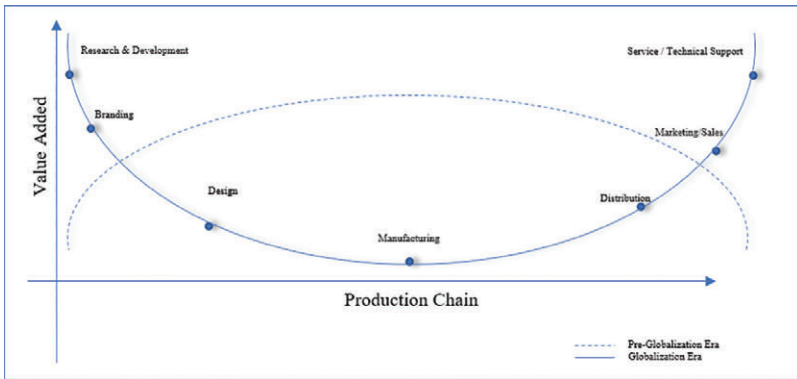 Research & Development
Service / Technical Support
Branding
Marketing/Sales
Design
Distribution
Manufacturing
Value Added
Production Chain
Pre-Globalization Era
Globalization Era